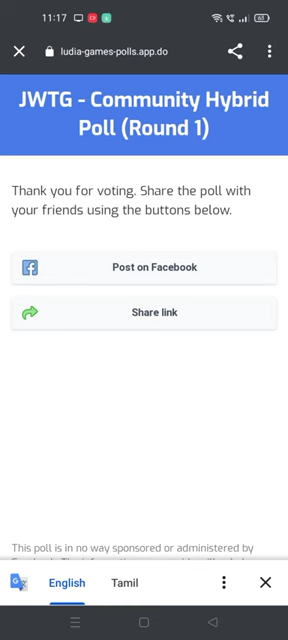 11:17
63
ludia-games-polls.app.do
JWTG - Community Hybrid
Poll (Round 1)
Thank you for voting. Share the poll with
your friends using the buttons below.
Post on Facebook
Share link
This poll is in no way sponsored or administered by
English
Tamil